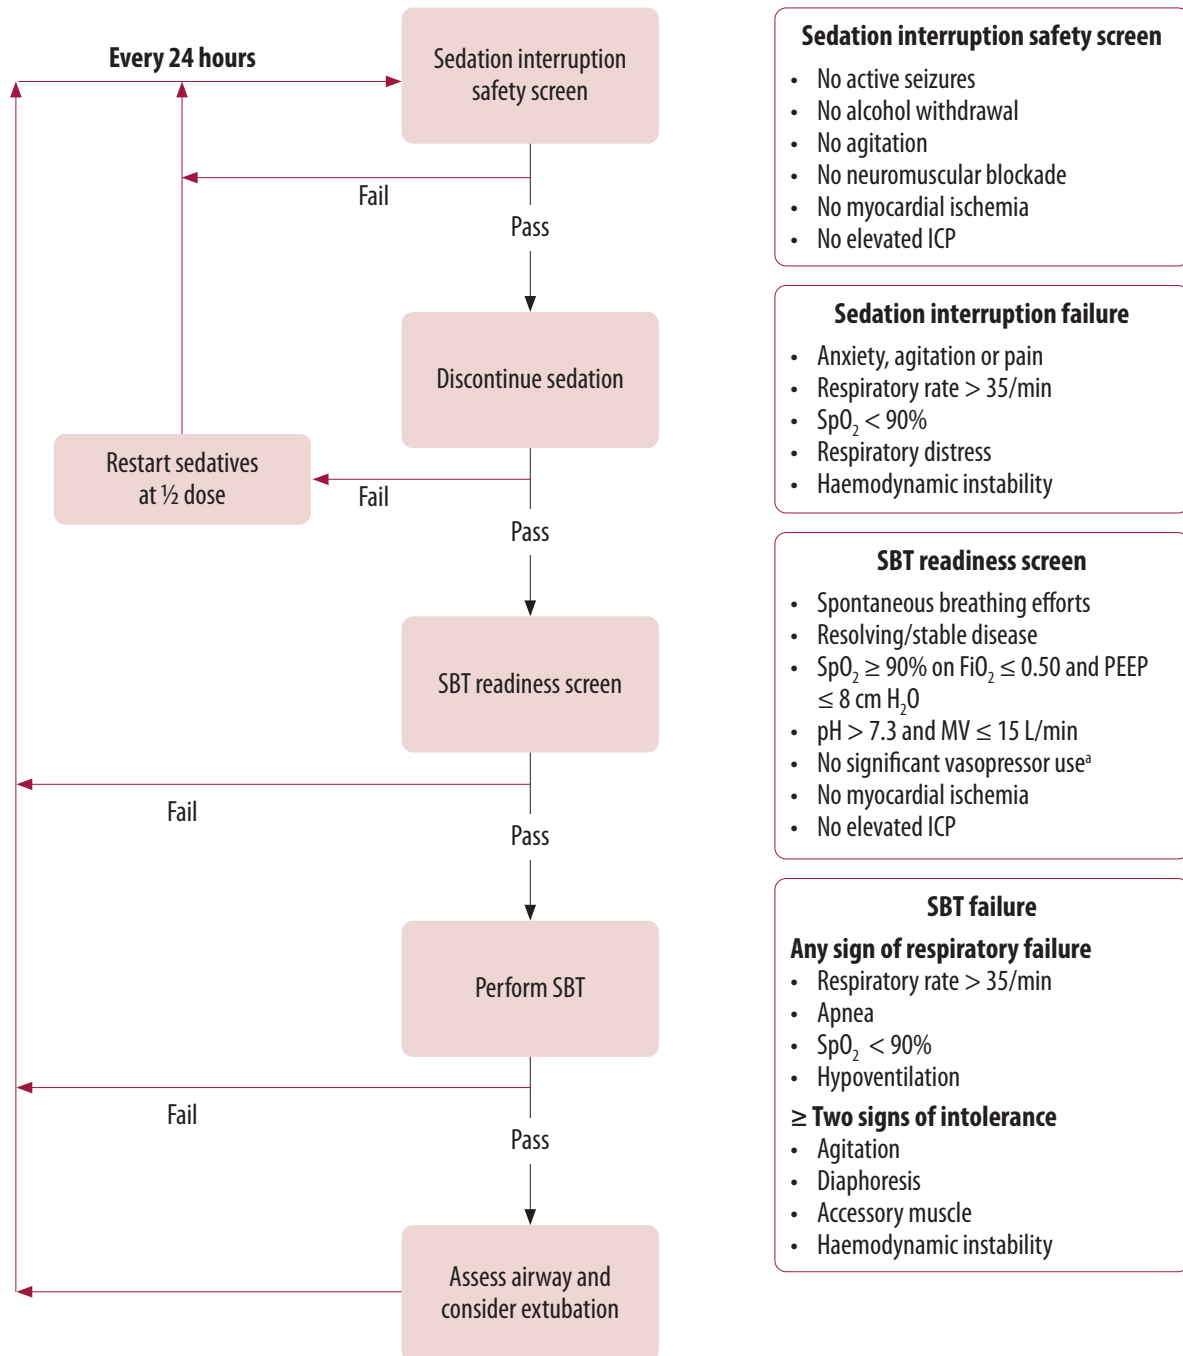 Every 24 hours
Sedation interruption
safety screen
Fail
Pass
Discontinue sedation
Restart sedatives
at ½ dose
Fail
Pass
SBT readiness screen
Fail
Pass
Perform SBT
Fail
Pass
Assess airway and
consider extubation
Sedation interruption safety screen
• No active seizures
• No alcohol withdrawal
• No agitation
• No neuromuscular blockade
• No myocardial ischemia
• No elevated ICP
Sedation interruption failure
• Anxiety, agitation or pain
• Respiratory rate > 35/min
• SpO₂ < 90%
• Respiratory distress
• Haemodynamic instability
SBT readiness screen
• Spontaneous breathing efforts
• Resolving/stable disease
• SpO₂ ≥ 90% on FiO₂ ≤ 0.50 and PEEP
≤ 8 cm H₂O
• pH > 7.3 and MV ≤ 15 L/min
• No significant vasopressor useᵃ
• No myocardial ischemia
• No elevated ICP
SBT failure
Any sign of respiratory failure
• Respiratory rate > 35/min
• Apnea
• SpO₂ < 90%
• Hypoventilation
≥ Two signs of intolerance
• Agitation
• Diaphoresis
• Accessory muscle
• Haemodynamic instability